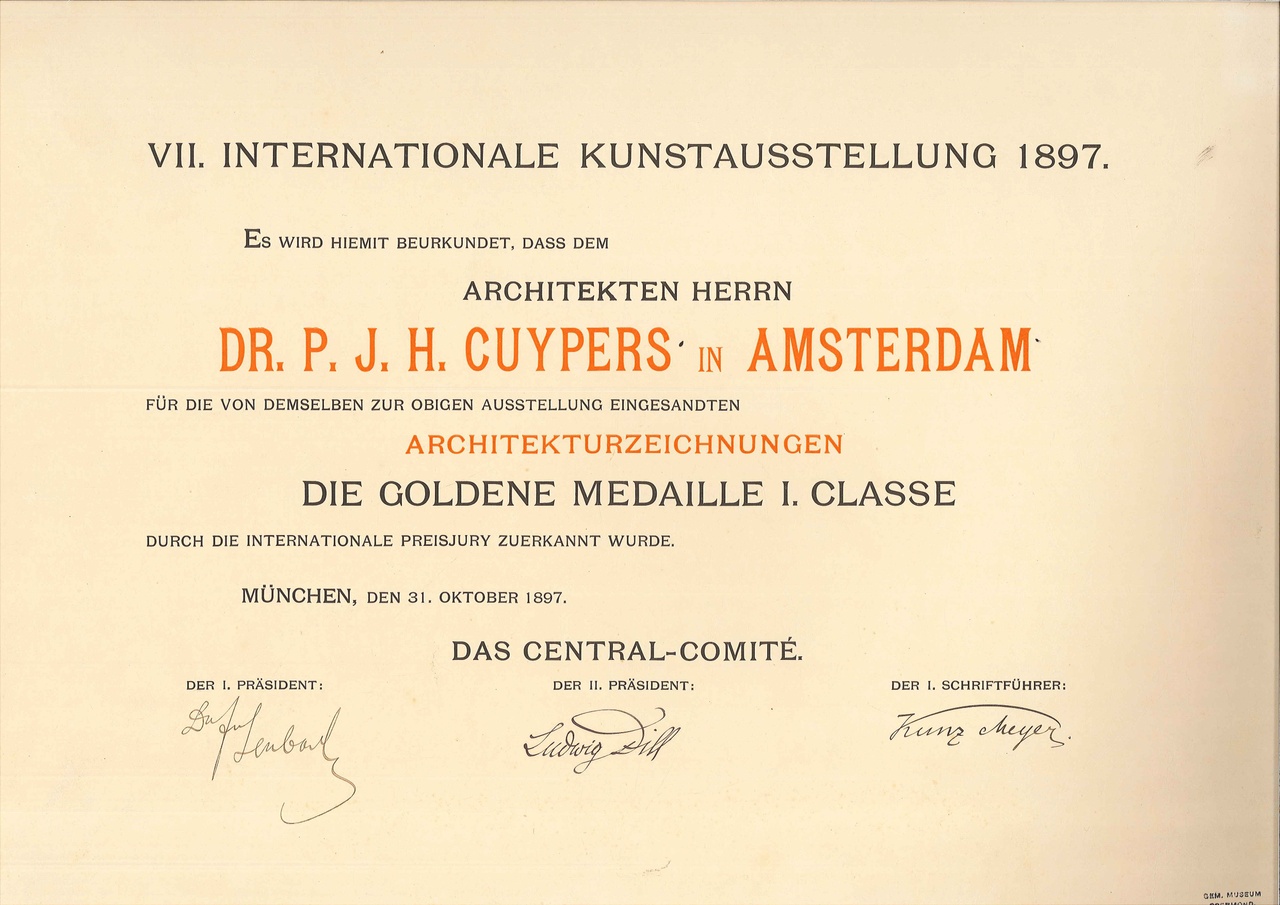 VII. INTERNATIONALE KUNSTAUSSTELLUNG 1897.
ES WIRD HIEMIT BEURKUNDET, DASS DEM
ARCHITEKTEN HERRN
DR. P. J. H. CUYPERS IN AMSTERDAM
FÜR DIE VON DEMSELBEN ZUR OBIGEN AUSSTELLUNG EINGESANDTEN
ARCHITEKTURZEICHNUNGEN
DIE GOLDENE MEDAILLE I. CLASSE
DURCH DIE INTERNATIONALE PREISJURY ZUERKANNT WURDE.
MÜNCHEN, DEN 31. OKTOBER 1897.
DAS CENTRAL-COMITÉ.
DER I. PRÄSIDENT: DER II. PRÄSIDENT: DER I. SCHRIFTFÜHRER:
Lenbach Ludwig Dill Kunz Meyer.
GEM. MUSEUM